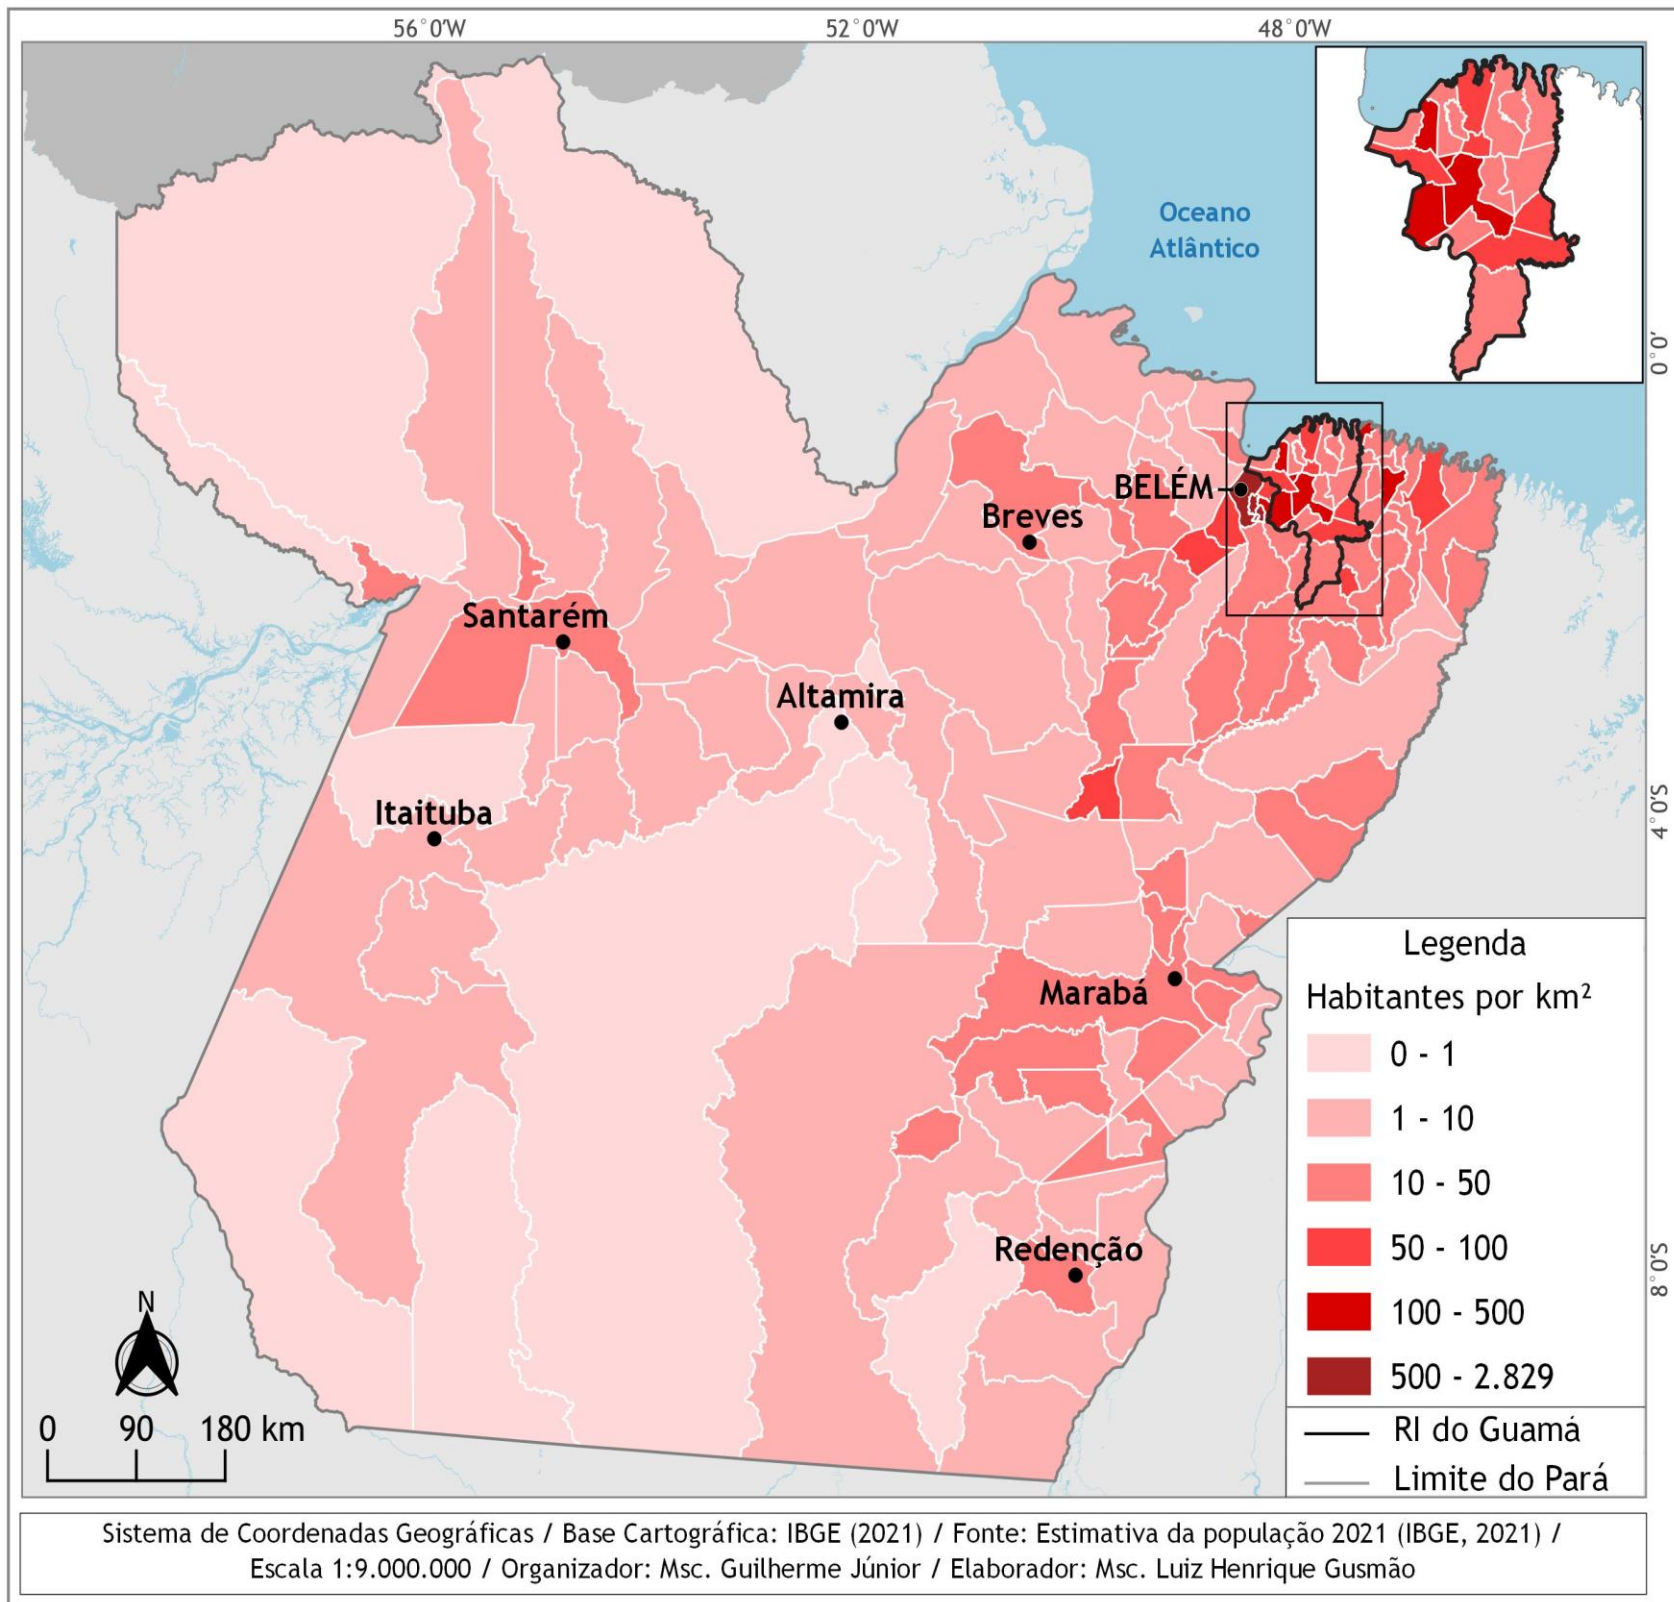 56°0'W
52°0'W
48°0'W
Oceano
Atlântico
0°0'
BELÉM
Breves
Santarém
Altamira
Itaituba
4°0'S
Marabá
Redenção
8°0'S
N
0 90 180 km
Legenda
Habitantes por km²
0 - 1
1 - 10
10 - 50
50 - 100
100 - 500
500 - 2.829
RI do Guamá
Limite do Pará
Sistema de Coordenadas Geográficas / Base Cartográfica: IBGE (2021) / Fonte: Estimativa da população 2021 (IBGE, 2021) /
Escala 1:9.000.000 / Organizador: Msc. Guilherme Júnior / Elaborador: Msc. Luiz Henrique Gusmão